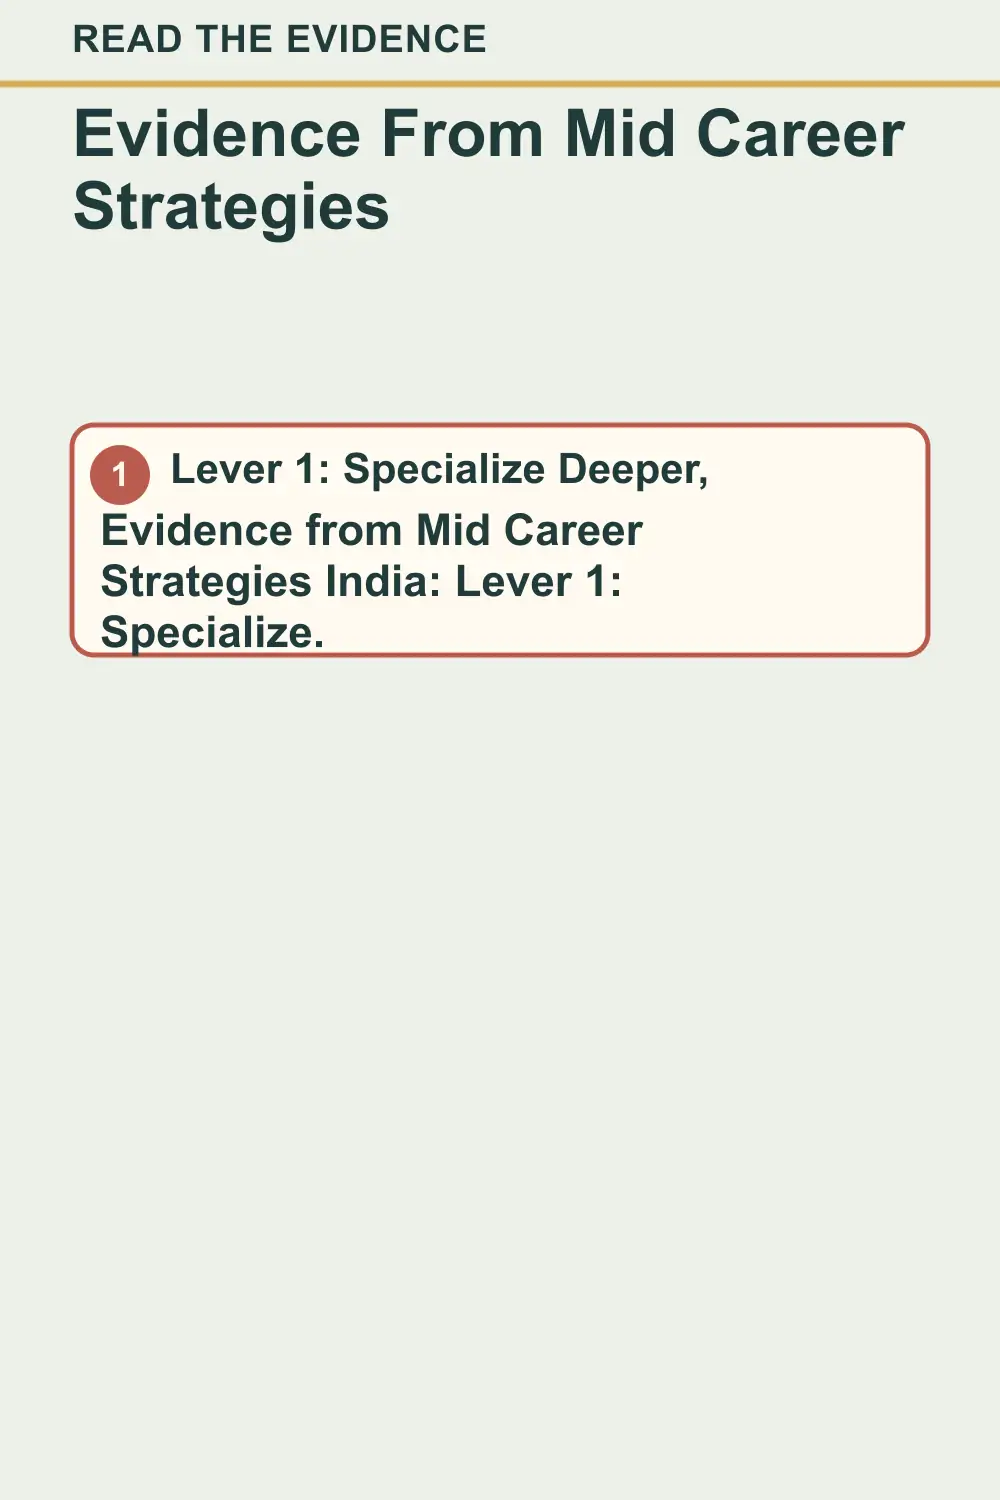 READ THE EVIDENCE
Evidence From Mid Career
Strategies
1 Lever 1: Specialize Deeper,
Evidence from Mid Career
Strategies India: Lever 1:
Specialize.